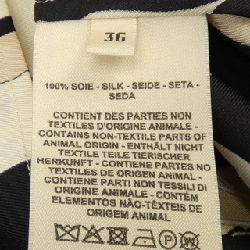 36
100% SOIE - SILK - SEIDE - SETA -
SEDA
CONTIENT DES PARTIES NON
TEXTILES D'ORIGINE ANIMALE -
CONTAINS NON-TEXTILE PARTS OF
ANIMAL ORIGIN - ENTHÄLT NICHT
TEXTILE TEILE TIERISCHER
HERKUNFT - CONTIENE PARTI NON
TESSILI DI ORIGINE ANIMALE -
CONTIENE PARTES NO TEXTILES DE
ORIGEN ANIMAL - CONTÉM
ELEMENTOS NÃO-TÊXTEIS DE
ORIGEM ANIMAL